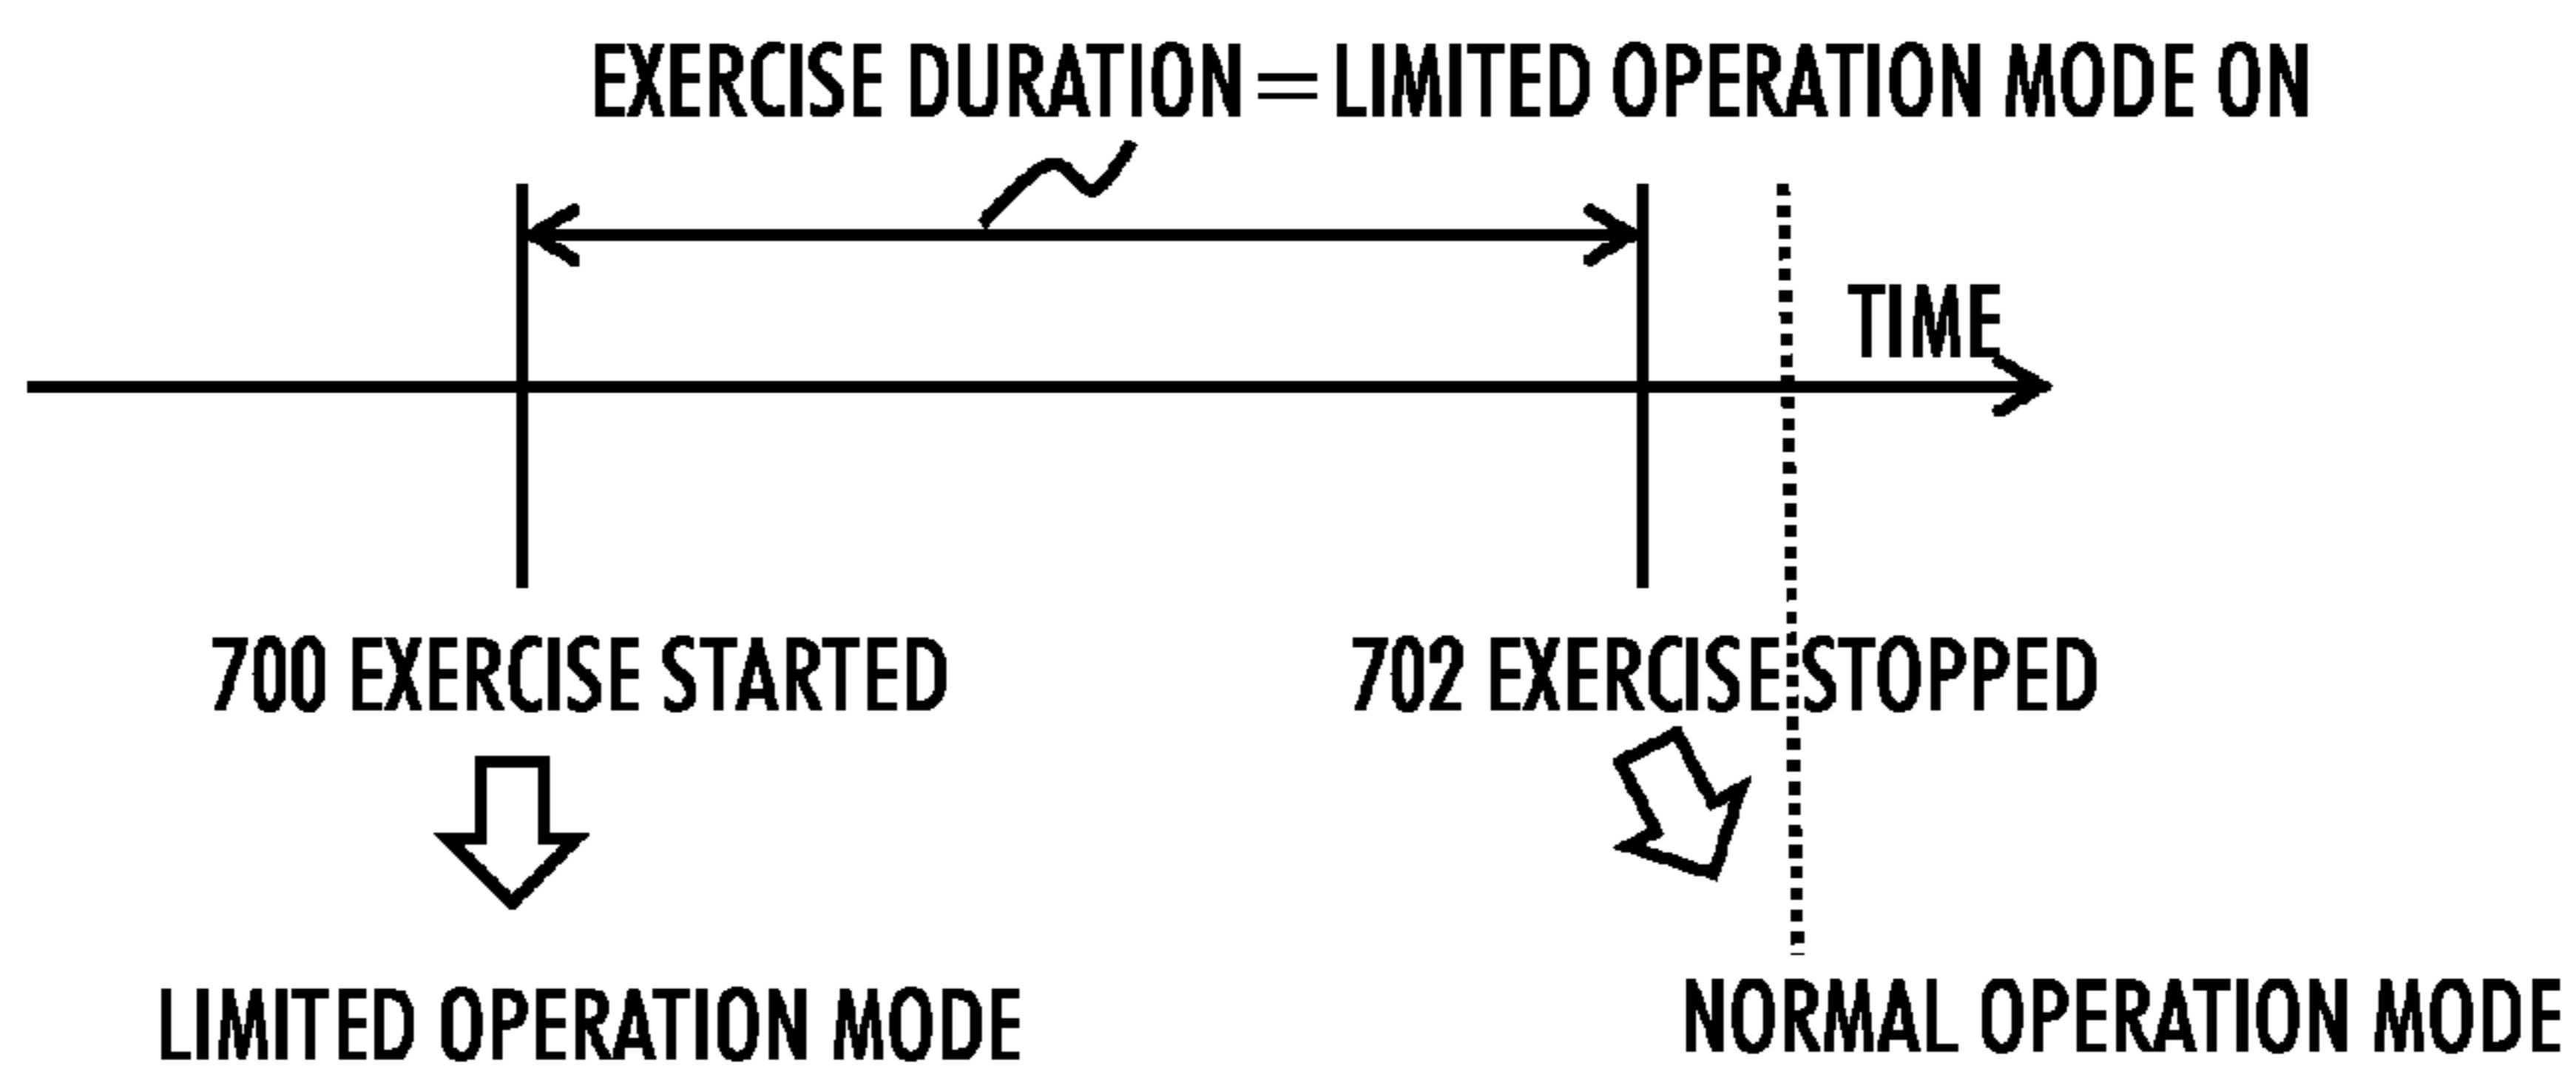 EXERCISE DURATION=LIMITED OPERATION MODE ON
TIME
700 EXERCISE STARTED
702 EXERCISE STOPPED
LIMITED OPERATION MODE
NORMAL OPERATION MODE